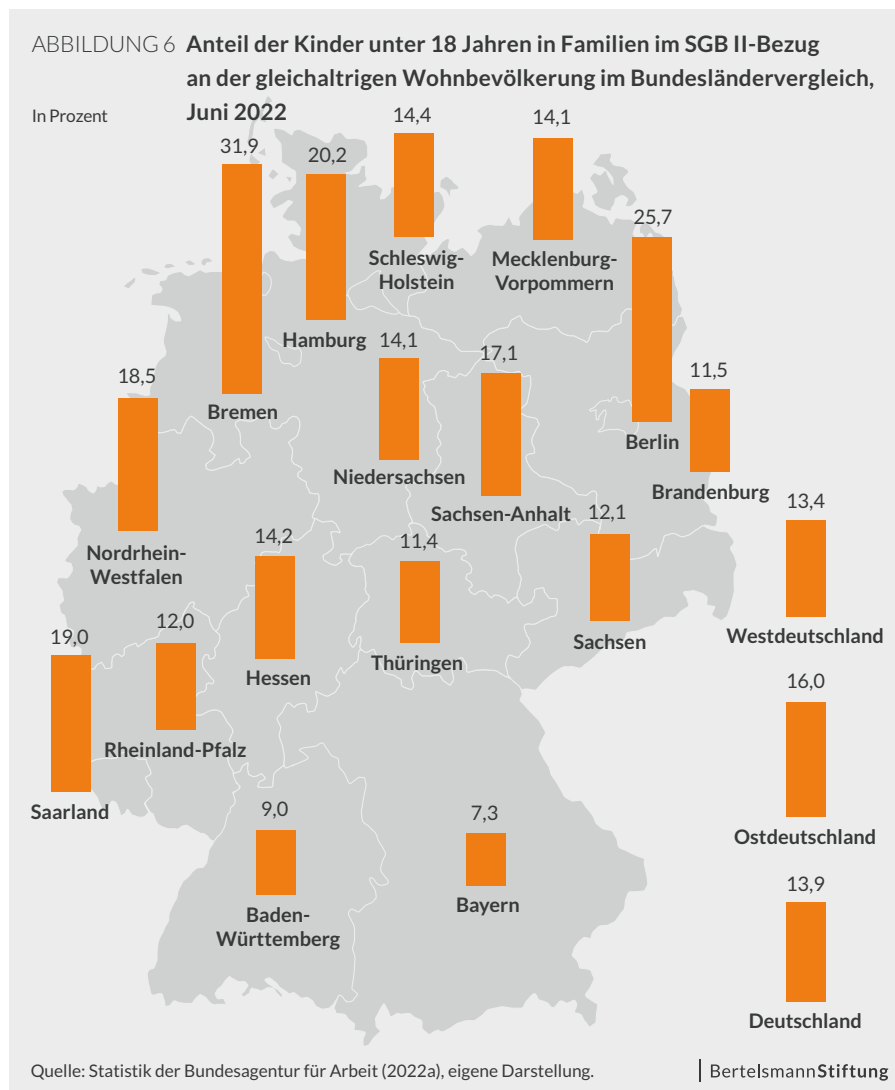 ABBILDUNG 6 Anteil der Kinder unter 18 Jahren in Familien im SGB II-Bezug
an der gleichaltrigen Wohnbevölkerung im Bundesländervergleich,
Juni 2022
In Prozent
31,9
Bremen
20,2
Hamburg
14,4
Schleswig-
Holstein
14,1
Mecklenburg-
Vorpommern
25,7
Berlin
11,5
Brandenburg
18,5
Nordrhein-
Westfalen
14,1
Niedersachsen
17,1
Sachsen-Anhalt
14,2
Hessen
11,4
Thüringen
12,1
Sachsen
13,4
Westdeutschland
19,0
Saarland
12,0
Rheinland-Pfalz
16,0
Ostdeutschland
9,0
Baden-
Württemberg
7,3
Bayern
13,9
Deutschland
Quelle: Statistik der Bundesagentur für Arbeit (2022a), eigene Darstellung.
BertelsmannStiftung